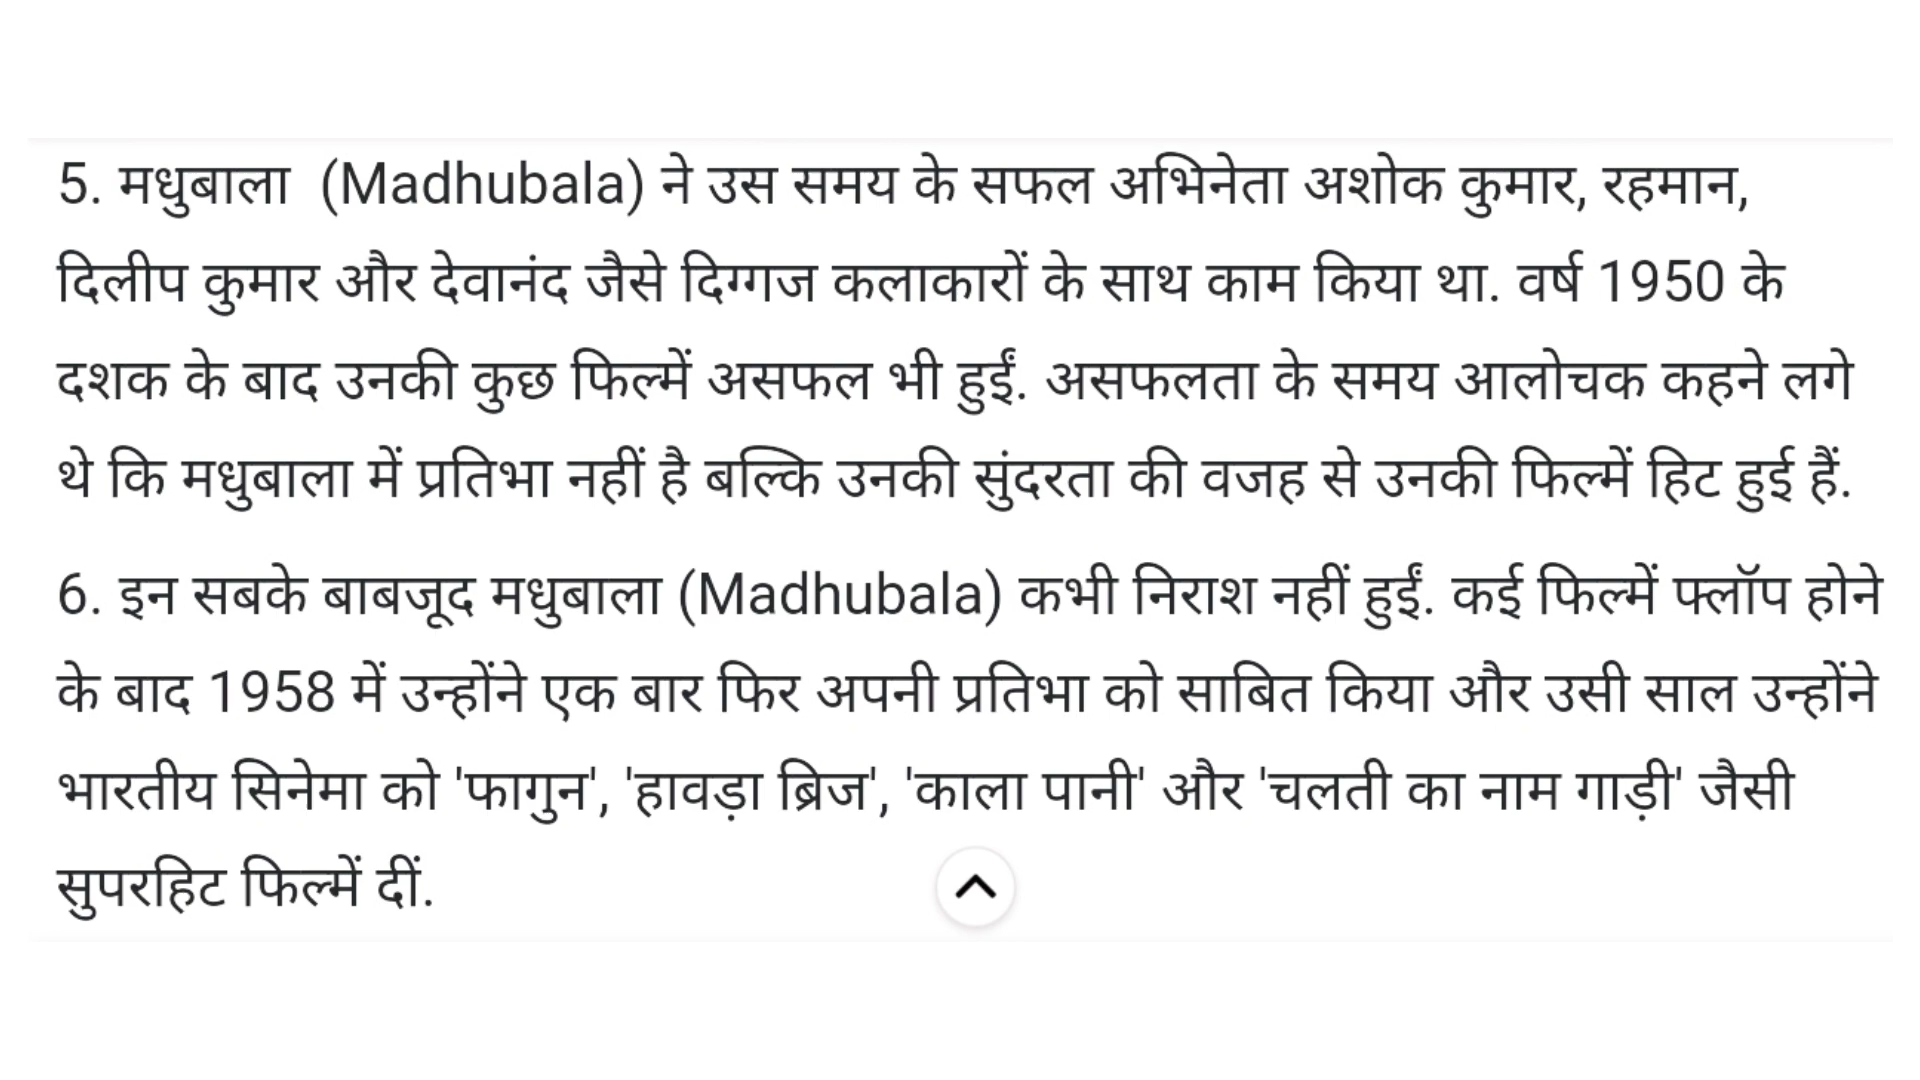 5. मधुबाला  (Madhubala) ने उस समय के सफल अभिनेता अशोक कुमार, रहमान,
दिलीप कुमार और देवानंद जैसे दिग्गज कलाकारों के साथ काम किया था. वर्ष 1950 के
दशक के बाद उनकी कुछ फिल्में असफल भी हुईं. असफलता के समय आलोचक कहने लगे
थे कि मधुबाला में प्रतिभा नहीं है बल्कि उनकी सुंदरता की वजह से उनकी फिल्में हिट हुई हैं.
6. इन सबके बाबजूद मधुबाला (Madhubala) कभी निराश नहीं हुईं. कई फिल्में फ्लॉप होने
के बाद 1958 में उन्होंने एक बार फिर अपनी प्रतिभा को साबित किया और उसी साल उन्होंने
भारतीय सिनेमा को 'फागुन', 'हावड़ा ब्रिज', 'काला पानी' और 'चलती का नाम गाड़ी' जैसी
सुपरहिट फिल्में दीं.